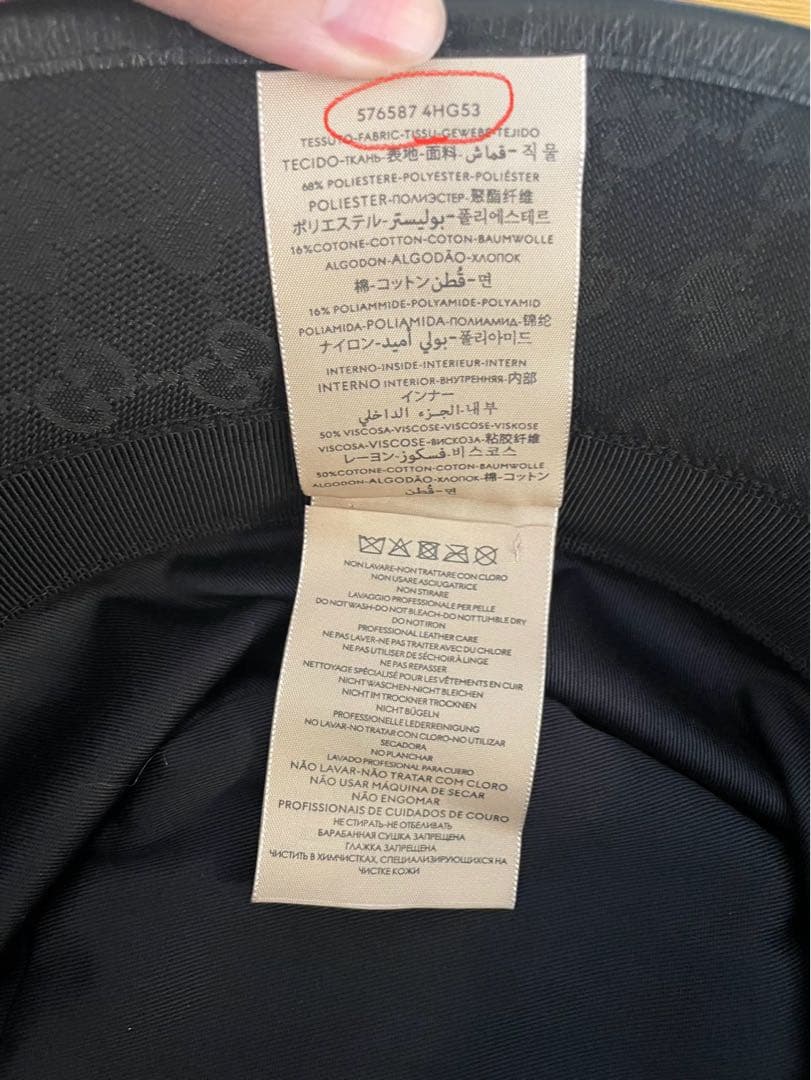 576587 4HG53
TESSUTO-FABRIC-TISSU-GEWEBE-TEJIDO
TECIDO-ТКАНЬ-表地-面料-قماش-직물
68% POLIESTERE-POLYESTER-POLIÉSTER
POLIESTER-ПОЛИЭСТЕР-聚酯纤维
ポリエステル-بوليستر-폴리에스테르
16%COTONE-COTTON-COTON-BAUMWOLLE
ALGODON-ALGODÃO-ХЛОПОК
棉-コットン-قُطن-면
16% POLIAMMIDE-POLYAMIDE-POLYAMID
POLIAMIDA-POLIAMIDA-ПОЛИАМИД-锦纶
ナイロン-بولي أميد-폴리아미드
INTERNO-INSIDE-INTERIEUR-INTERN
INTERNO INTERIOR-ВНУТРЕННЯЯ-内部
インナー
الجزء الداخلي-내부
50% VISCOSA-VISCOSE-VISCOSE-VISKOSE
VISCOSA-VISCOSE-ВИСКОЗА-粘胶纤维
レーヨン-فسكوز-비스코스
50%COTONE-COTTON-COTON-BAUMWOLLE
ALGODON-ALGODÃO-ХЛОПОК-棉-コットン
قُطن-면
NON LAVARE-NON TRATTARE CON CLORO
NON USARE ASCIUGATRICE
NON STIRARE
LAVAGGIO PROFESSIONALE PER PELLE
DO NOT WASH-DO NOT BLEACH-DO NOT TUMBLE DRY
DO NOT IRON
PROFESSIONAL LEATHER CARE
NE PAS LAVER-NE PAS TRAITER AVEC DU CHLORE
NE PAS UTILISER DE SÉCHOIR À LINGE
NE PAS REPASSER
NETTOYAGE SPÉCIALISÉ POUR LES VÊTEMENTS EN CUIR
NICHT WASCHEN-NICHT BLEICHEN
NICHT IM TROCKNER TROCKNEN
NICHT BÜGELN
PROFESSIONELLE LEDERREINIGUNG
NO LAVAR-NO TRATAR CON CLORO-NO UTILIZAR
SECADORA
NO PLANCHAR
LAVADO PROFESIONAL PARA CUERO
NÃO LAVAR-NÃO TRATAR COM CLORO
NÃO USAR MÁQUINA DE SECAR
NÃO ENGOMAR
PROFISSIONAIS DE CUIDADOS DE COURO
НЕ СТИРАТЬ-НЕ ОТБЕЛИВАТЬ
БАРАБАННАЯ СУШКА ЗАПРЕЩЕНА
ГЛАЖКА ЗАПРЕЩЕНА
ЧИСТИТЬ В ХИМЧИСТКАХ, СПЕЦИАЛИЗИРУЮЩИХСЯ НА
ЧИСТКЕ КОЖИ